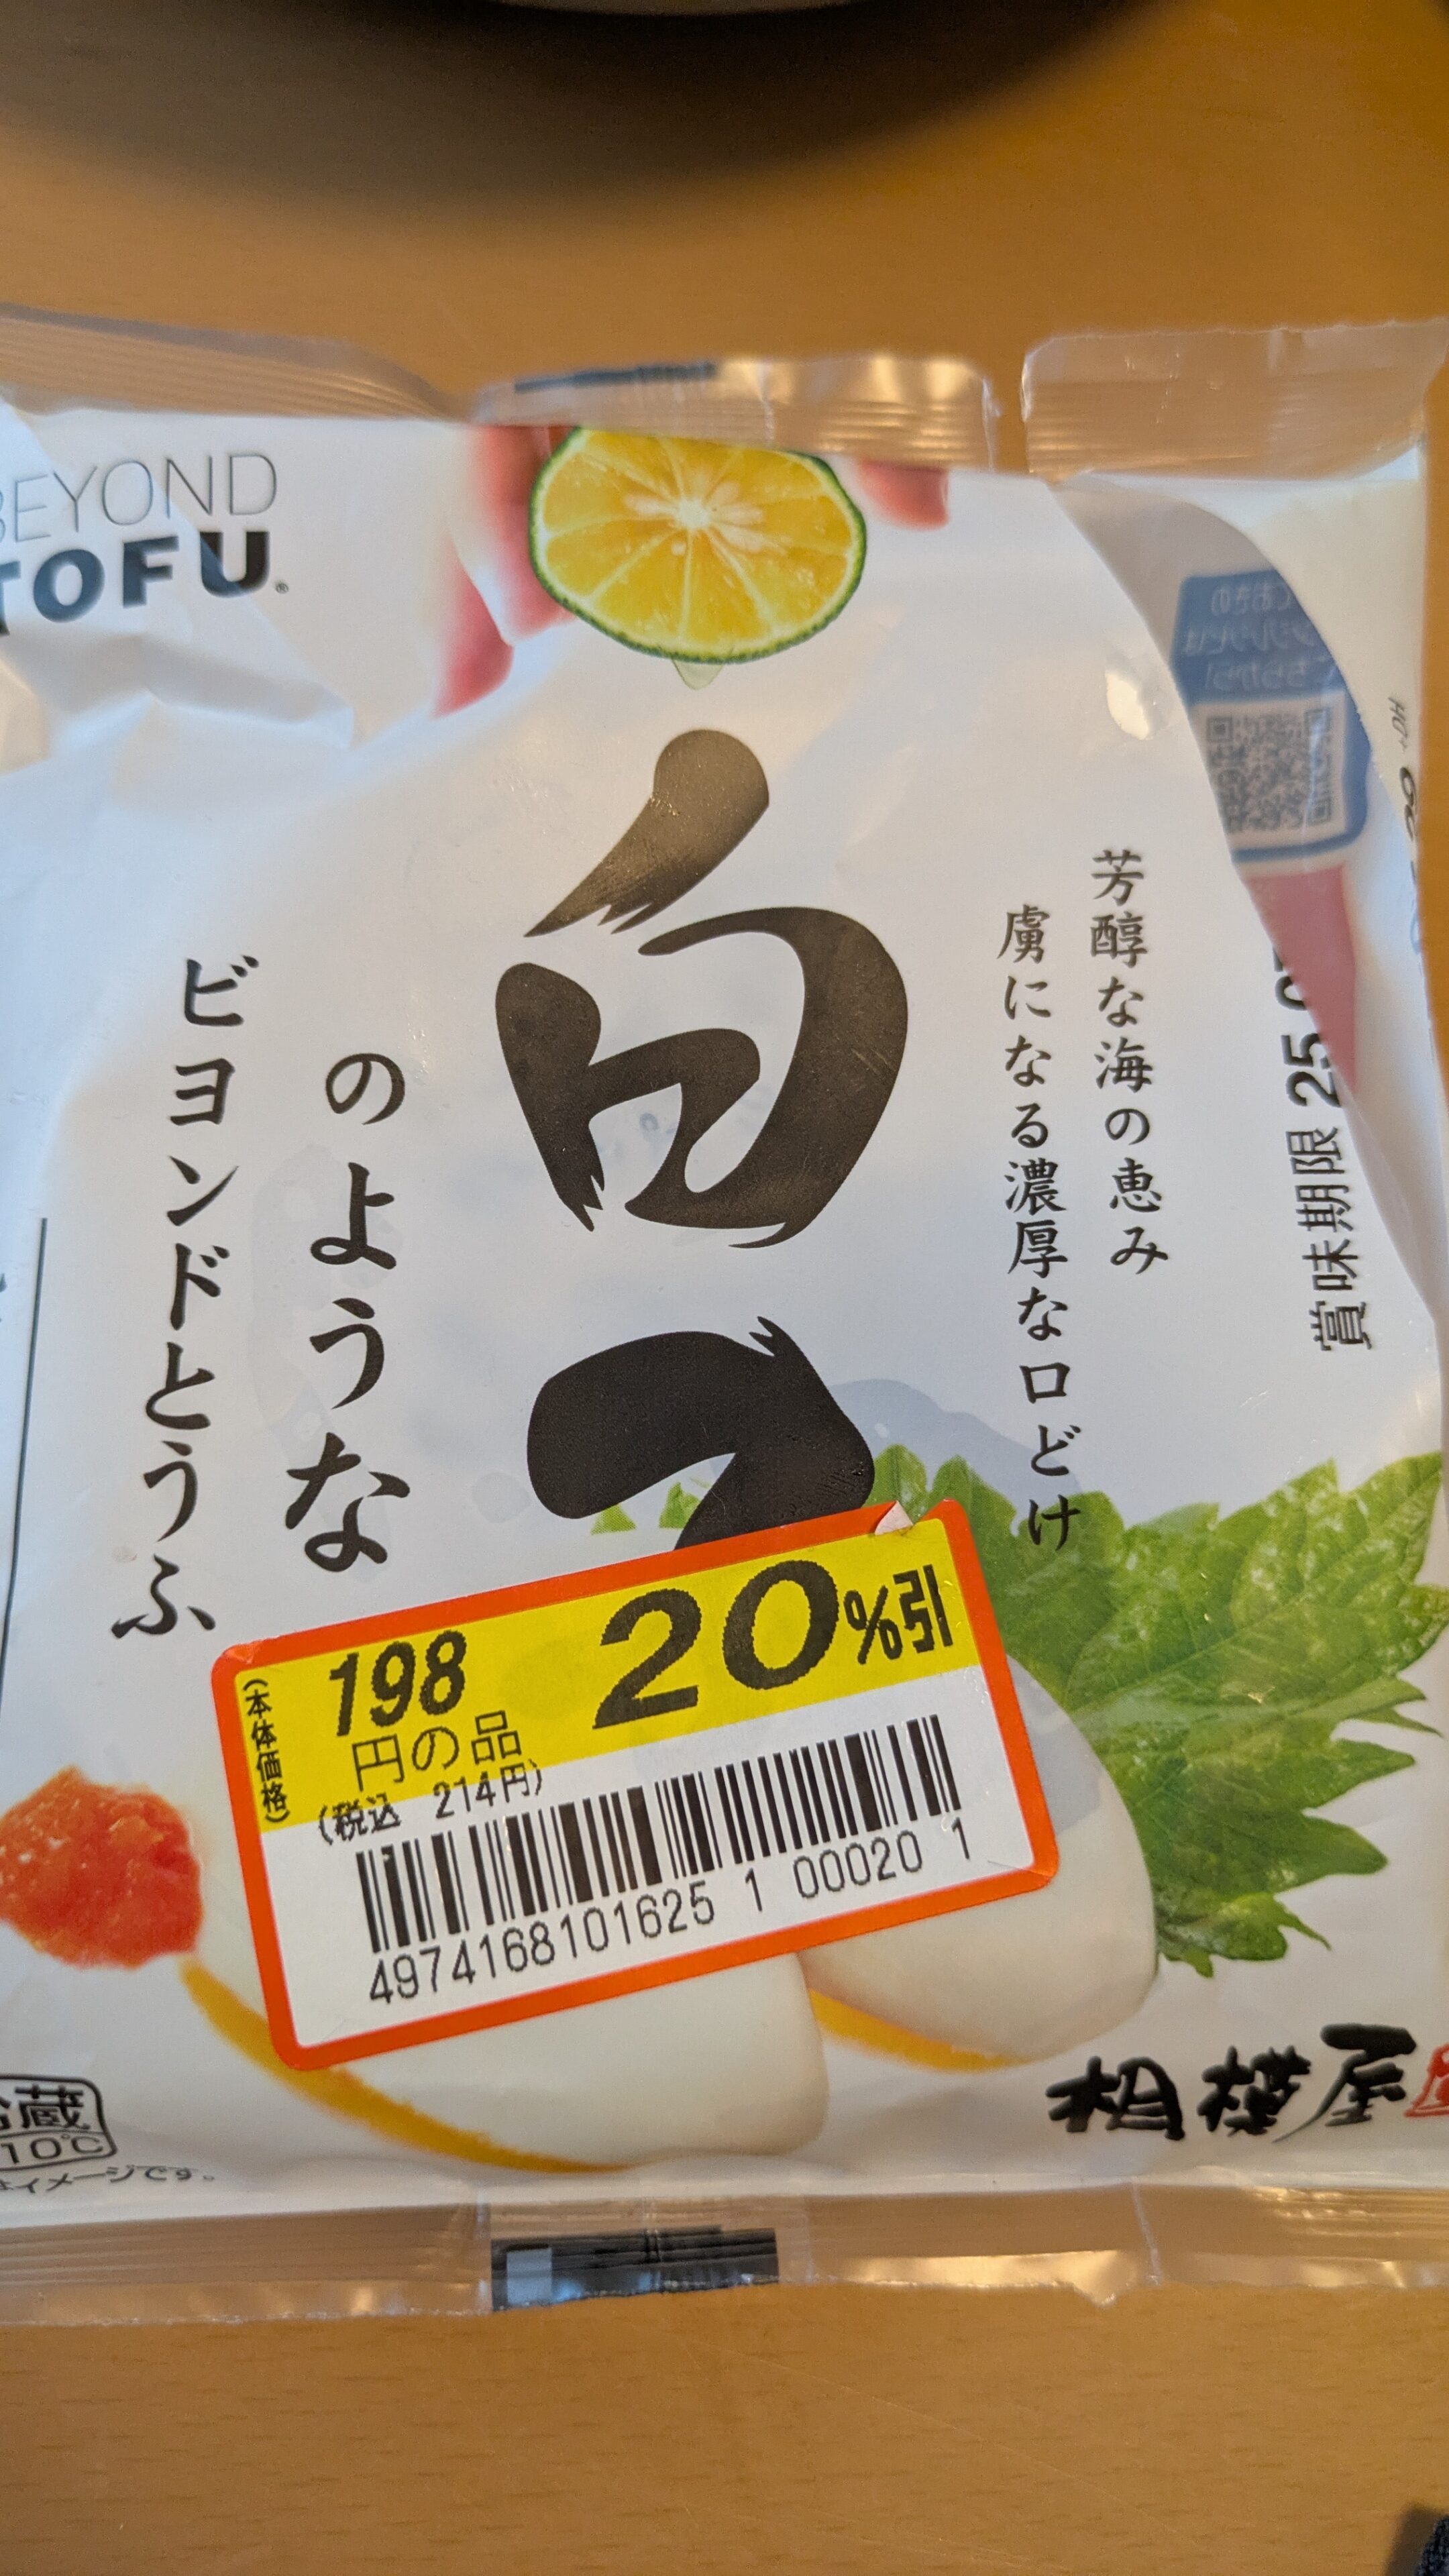 BEYOND
TOFU®
芳醇な海の恵み
虜になる濃厚な口どけ
白子
のような
ビヨンドとうふ
賞味期限 25
(本体価格)
198
円の品
20%引
(税込 214円)
4974168101625 1 00020 1
相模屋
冷蔵
10℃
はイメージです。